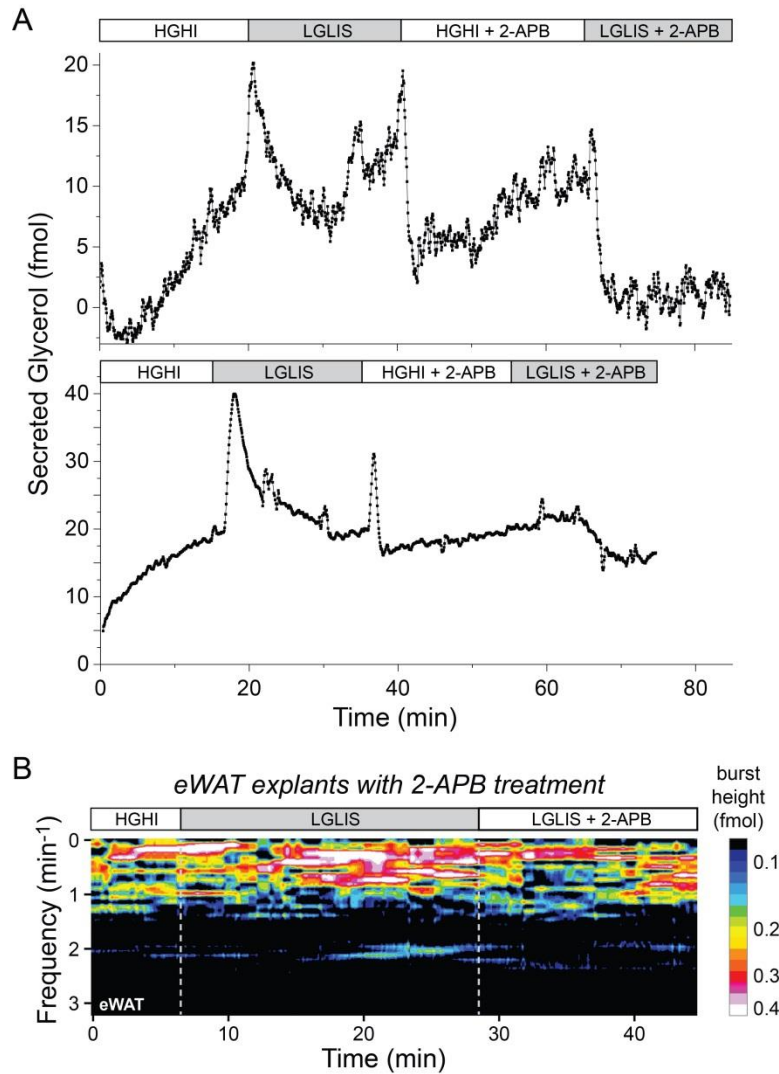 A
HGHI LGLIS HGHI + 2-APB LGLIS + 2-APB
20
15
10
5
0
Secreted Glycerol (fmol)
HGHI LGLIS HGHI + 2-APB LGLIS + 2-APB
40
30
20
10
0
0 20 40 60 80
Time (min)
B
eWAT explants with 2-APB treatment
burst
height
(fmol)
HGHI LGLIS LGLIS + 2-APB
Frequency (min-1)
0
1
2
3
eWAT
0 10 20 30 40
Time (min)
0.1
0.2
0.3
0.4